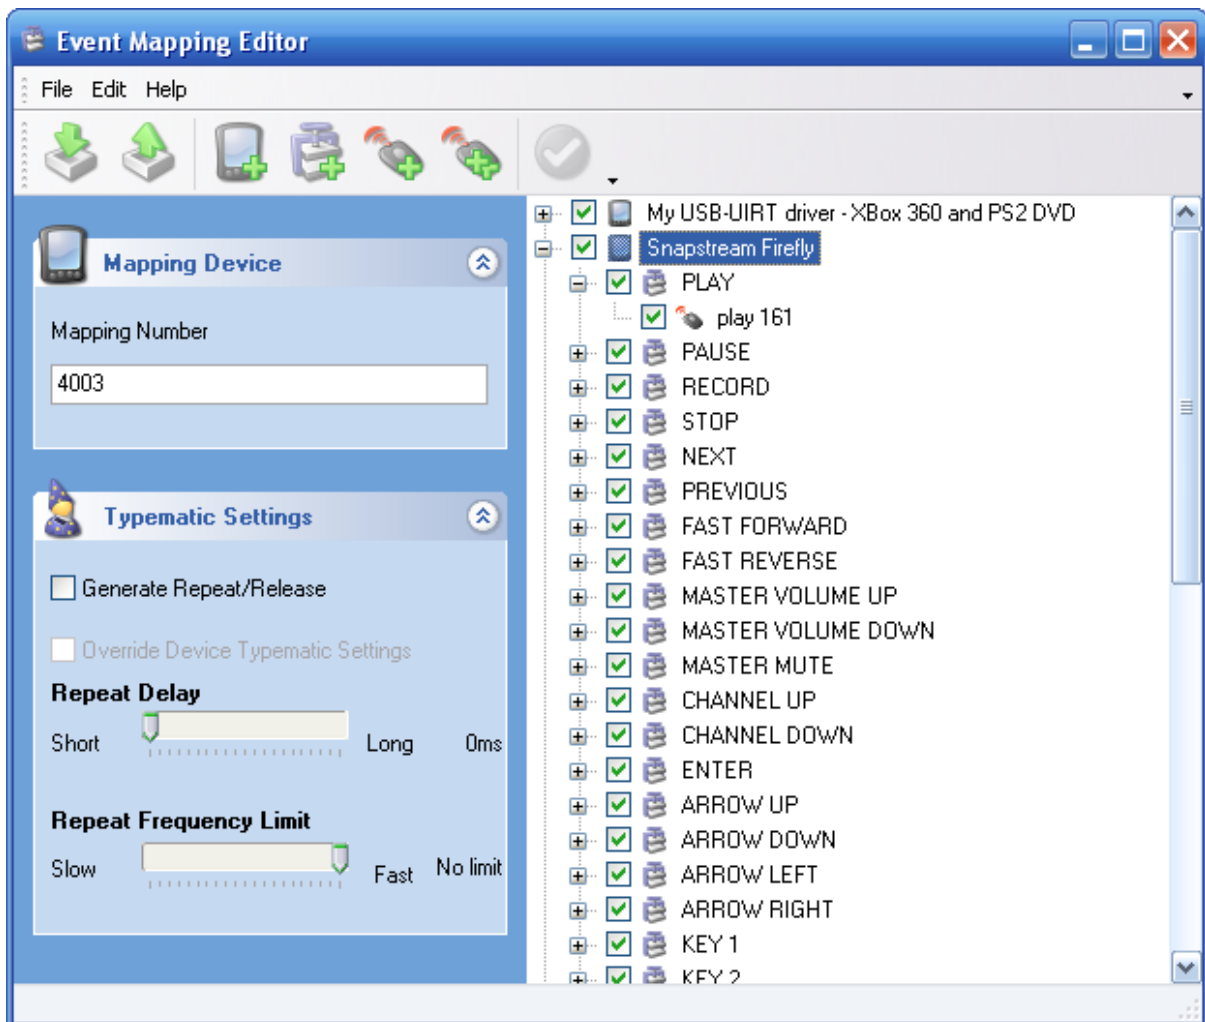 Event Mapping Editor
File Edit Help
Mapping Device
Mapping Number
4003
Typematic Settings
Generate Repeat/Release
Override Device Typematic Settings
Repeat Delay
Short Long 0ms
Repeat Frequency Limit
Slow Fast No limit
My USB-UIRT driver - XBox 360 and PS2 DVD
Snapstream Firefly
PLAY
play 161
PAUSE
RECORD
STOP
NEXT
PREVIOUS
FAST FORWARD
FAST REVERSE
MASTER VOLUME UP
MASTER VOLUME DOWN
MASTER MUTE
CHANNEL UP
CHANNEL DOWN
ENTER
ARROW UP
ARROW DOWN
ARROW LEFT
ARROW RIGHT
KEY 1
KEY 2